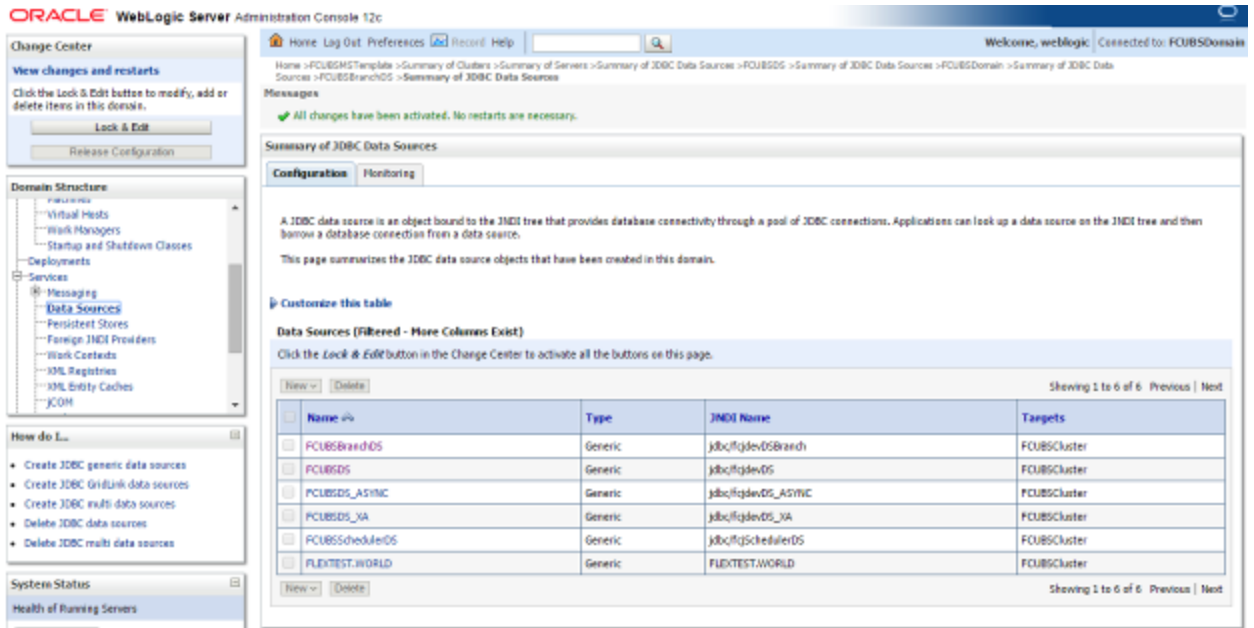 ORACLE WebLogic Server Administration Console 12c
Change Center
View changes and restarts
Click the Lock & Edit button to modify, add or
delete items in this domain.
Lock & Edit
Release Configuration
Domain Structure
Machines
Virtual Hosts
Work Managers
Startup and Shutdown Classes
Deployments
Services
Messaging
Data Sources
Persistent Stores
Foreign JNDI Providers
Work Contexts
XML Registries
XML Entity Caches
jCOM
How do I...
Create JDBC generic data sources
Create JDBC GridLink data sources
Create JDBC multi data sources
Delete JDBC data sources
Delete JDBC multi data sources
System Status
Health of Running Servers
Home Log Out Preferences Record Help
Welcome, weblogic Connected to: FCUBSDomain
Home >FCUBSMSTemplate >Summary of Clusters >Summary of Servers >Summary of JDBC Data Sources >FCUBSDS >Summary of JDBC Data Sources >FCUBSDomain >Summary of JDBC Data
Sources >FCUBSBranchDS >Summary of JDBC Data Sources
Messages
All changes have been activated. No restarts are necessary.
Summary of JDBC Data Sources
Configuration Monitoring
A JDBC data source is an object bound to the JNDI tree that provides database connectivity through a pool of JDBC connections. Applications can look up a data source on the JNDI tree and then
borrow a database connection from a data source.
This page summarizes the JDBC data source objects that have been created in this domain.
Customize this table
Data Sources (Filtered - More Columns Exist)
Click the Lock & Edit button in the Change Center to activate all the buttons on this page.
New Delete Showing 1 to 6 of 6 Previous | Next
Name Type JNDI Name Targets
FCUBSBranchDS Generic jdbc/fcjdevDSBranch FCUBSCluster
FCUBSDS Generic jdbc/fcjdevDS FCUBSCluster
FCUBSDS_ASYNC Generic jdbc/fcjdevDS_ASYNC FCUBSCluster
FCUBSDS_XA Generic jdbc/fcjdevDS_XA FCUBSCluster
FCUBSSchedulerDS Generic jdbc/fcjSchedulerDS FCUBSCluster
FLEXTEST.WORLD Generic FLEXTEST.WORLD FCUBSCluster
New Delete Showing 1 to 6 of 6 Previous | Next